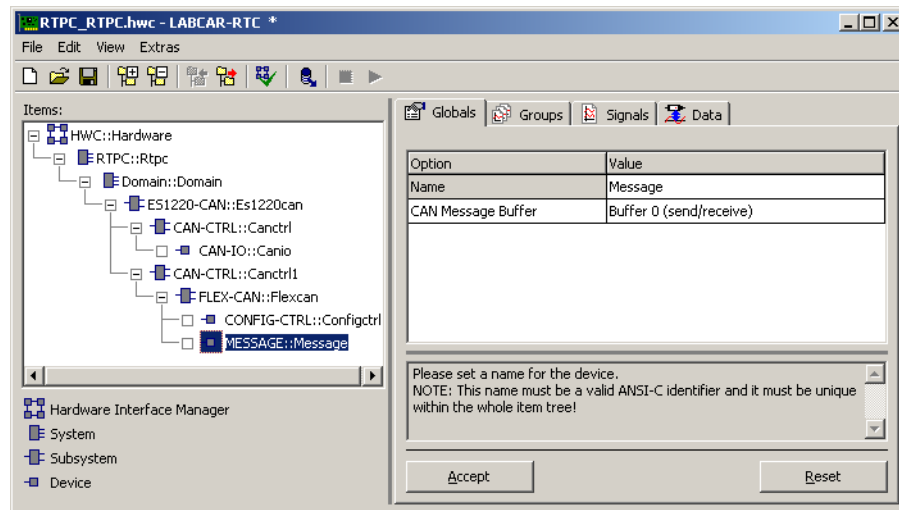 RTPC_RTPC.hwc - LABCAR-RTC *
File Edit View Extras
Items:
HWC::Hardware
RTPC::Rtpc
Domain::Domain
ES1220-CAN::Es1220can
CAN-CTRL::Canctrl
CAN-IO::Canio
CAN-CTRL::Canctrl1
FLEX-CAN::Flexcan
CONFIG-CTRL::Configctrl
MESSAGE::Message
Hardware Interface Manager
System
Subsystem
Device
Globals Groups Signals Data
Option Value
Name Message
CAN Message Buffer Buffer 0 (send/receive)
Please set a name for the device.
NOTE: This name must be a valid ANSI-C identifier and it must be unique
within the whole item tree!
Accept Reset